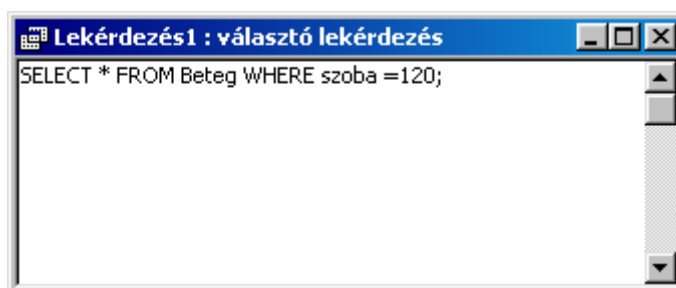 Lekérdezés1 : választó lekérdezés
SELECT * FROM Beteg WHERE szoba =120;